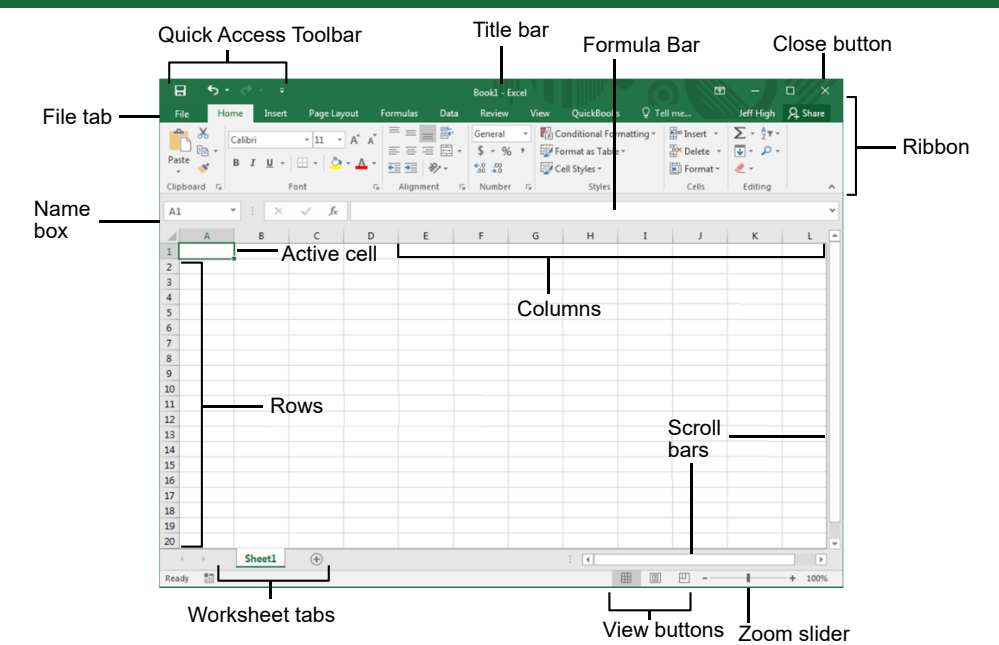 Quick Access Toolbar
Title bar
Formula Bar
Close button
Book1 - Excel
File tab
File Home Insert Page Layout Formulas Data Review View QuickBooks Tell me... Jeff High Share
Ribbon
Calibri 11 General Conditional Formatting Insert
Paste $ % , Format as Table Delete
B I U A Cell Styles Format
Clipboard Font Alignment Number Styles Cells Editing
Name
box
A1 fx
A B C D E F G H I J K L
Active cell
1
2
3
Columns
4
5
6
7
8
9
10
11
Rows
12
13
Scroll
bars
14
15
16
17
18
19
20
Sheet1
Ready 100%
Worksheet tabs
View buttons
Zoom slider